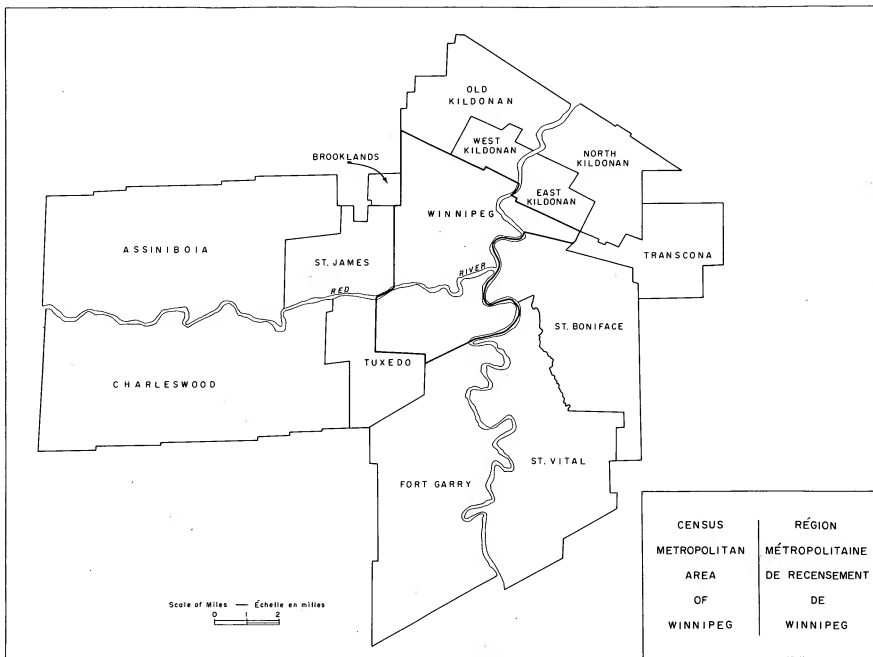 OLD
KILDONAN
WEST
KILDONAN
NORTH
KILDONAN
BROOKLANDS
EAST
KILDONAN
WINNIPEG
ASSINIBOIA
ST. JAMES
TRANSCONA
RED
RIVER
ST. BONIFACE
TUXEDO
CHARLESWOOD
ST. VITAL
FORT GARRY
Scale of Miles — Échelle en milles
0 1 2
CENSUS
METROPOLITAN
AREA
OF
WINNIPEG
RÉGION
MÉTROPOLITAINE
DE RECENSEMENT
DE
WINNIPEG